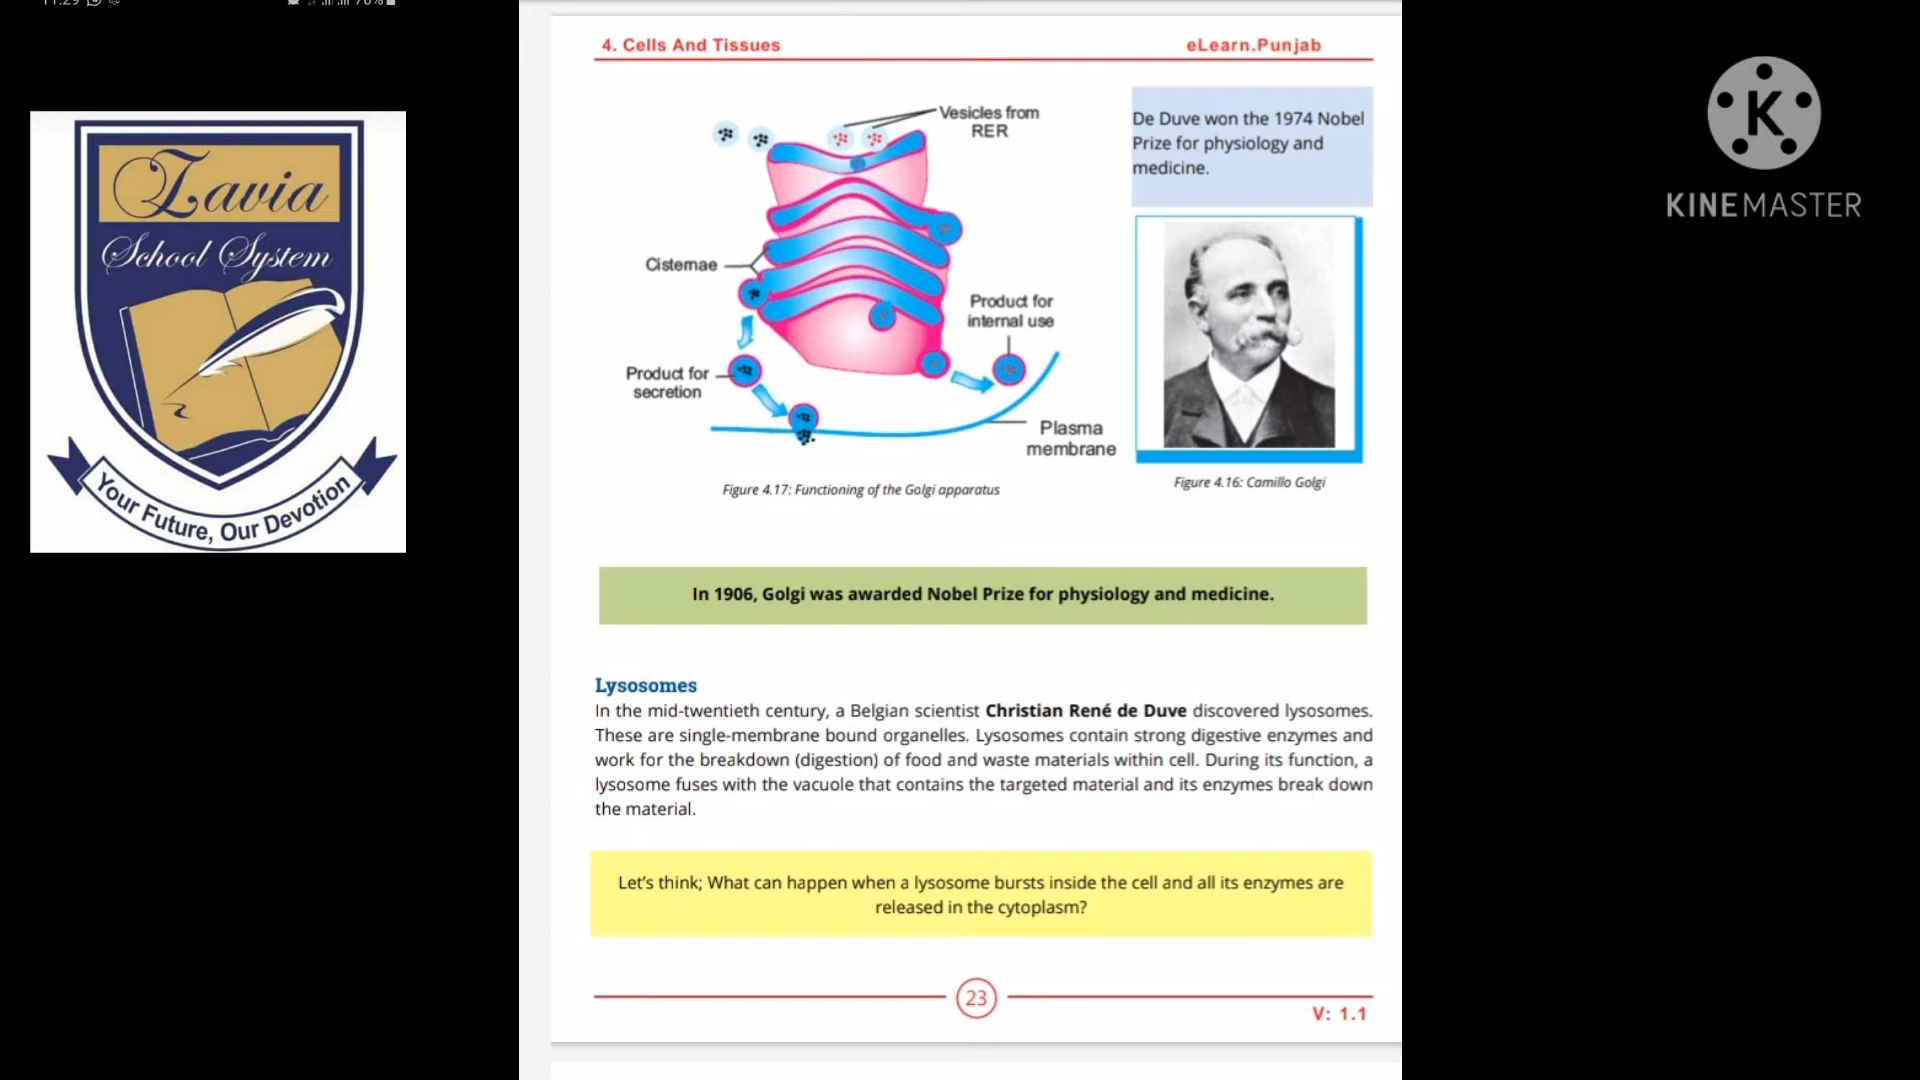 Zavia
School System
Your Future, Our Devotion
4. Cells And Tissues
eLearn.Punjab
Vesicles from
RER
Cisternae
Product for
internal use
Product for
secretion
Plasma
membrane
Figure 4.17: Functioning of the Golgi apparatus
De Duve won the 1974 Nobel
Prize for physiology and
medicine.
Figure 4.16: Camillo Golgi
In 1906, Golgi was awarded Nobel Prize for physiology and medicine.
Lysosomes
In the mid-twentieth century, a Belgian scientist Christian René de Duve discovered lysosomes.
These are single-membrane bound organelles. Lysosomes contain strong digestive enzymes and
work for the breakdown (digestion) of food and waste materials within cell. During its function, a
lysosome fuses with the vacuole that contains the targeted material and its enzymes break down
the material.
Let's think; What can happen when a lysosome bursts inside the cell and all its enzymes are
released in the cytoplasm?
23
V: 1.1
K
KINEMASTER